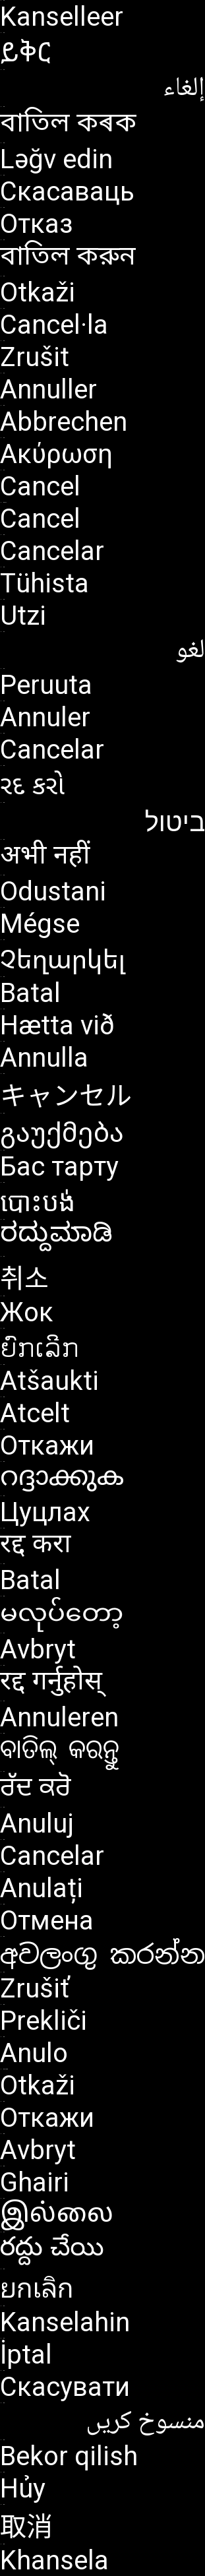 Kanselleer
ይቅር
إلغاء
বাতিল কৰক
Ləğv edin
Скасаваць
Отказ
বাতিল করুন
Otkaži
Cancel·la
Zrušit
Annuller
Abbrechen
Ακύρωση
Cancel
Cancel
Cancelar
Tühista
Utzi
لغو
Peruuta
Annuler
Cancelar
રદ કરો
ביטול
अभी नहीं
Odustani
Mégse
Չեղարկել
Batal
Hætta við
Annulla
キャンセル
გაუქმება
Бас тарту
បោះបង់
ರದ್ದುಮಾಡಿ
취소
Жок
ຍົກເລີກ
Atšaukti
Atcelt
Откажи
റദ്ദാക്കുക
Цуцлах
रद्द करा
Batal
မလုပ်တော့
Avbryt
रद्द गर्नुहोस्
Annuleren
ବାତିଲ୍ କରନ୍ତୁ
ਰੱਦ ਕਰੋ
Anuluj
Cancelar
Anulați
Отмена
අවලංගු කරන්න
Zrušiť
Prekliči
Anulo
Otkaži
Откажи
Avbryt
Ghairi
இல்லை
రద్దు చేయి
ยกเลิก
Kanselahin
İptal
Скасувати
منسوخ کریں
Bekor qilish
Hủy
取消
Khansela